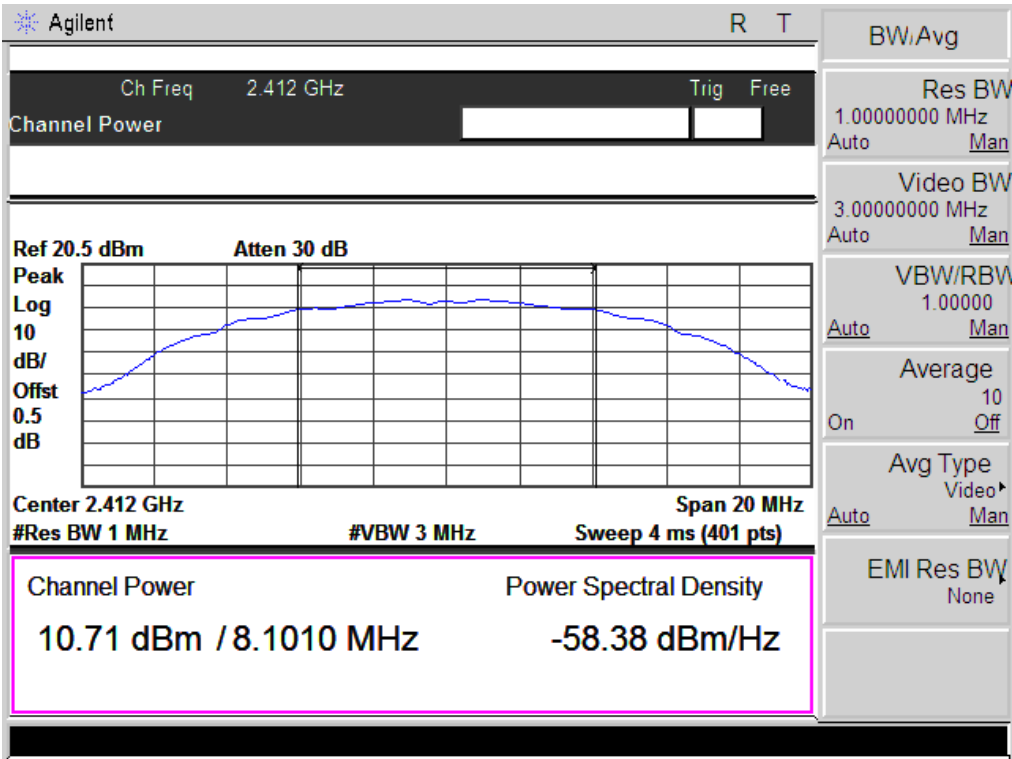 Agilent R T
Ch Freq 2.412 GHz Trig Free
Channel Power
Ref 20.5 dBm Atten 30 dB
Peak
Log
10
dB/
Offst
0.5
dB
Center 2.412 GHz Span 20 MHz
#Res BW 1 MHz #VBW 3 MHz Sweep 4 ms (401 pts)
Channel Power Power Spectral Density
10.71 dBm / 8.1010 MHz -58.38 dBm/Hz
BW/Avg
Res BW
1.00000000 MHz
Auto Man
Video BW
3.00000000 MHz
Auto Man
VBW/RBW
1.00000
Auto Man
Average
10
On Off
Avg Type
Video
Auto Man
EMI Res BW
None